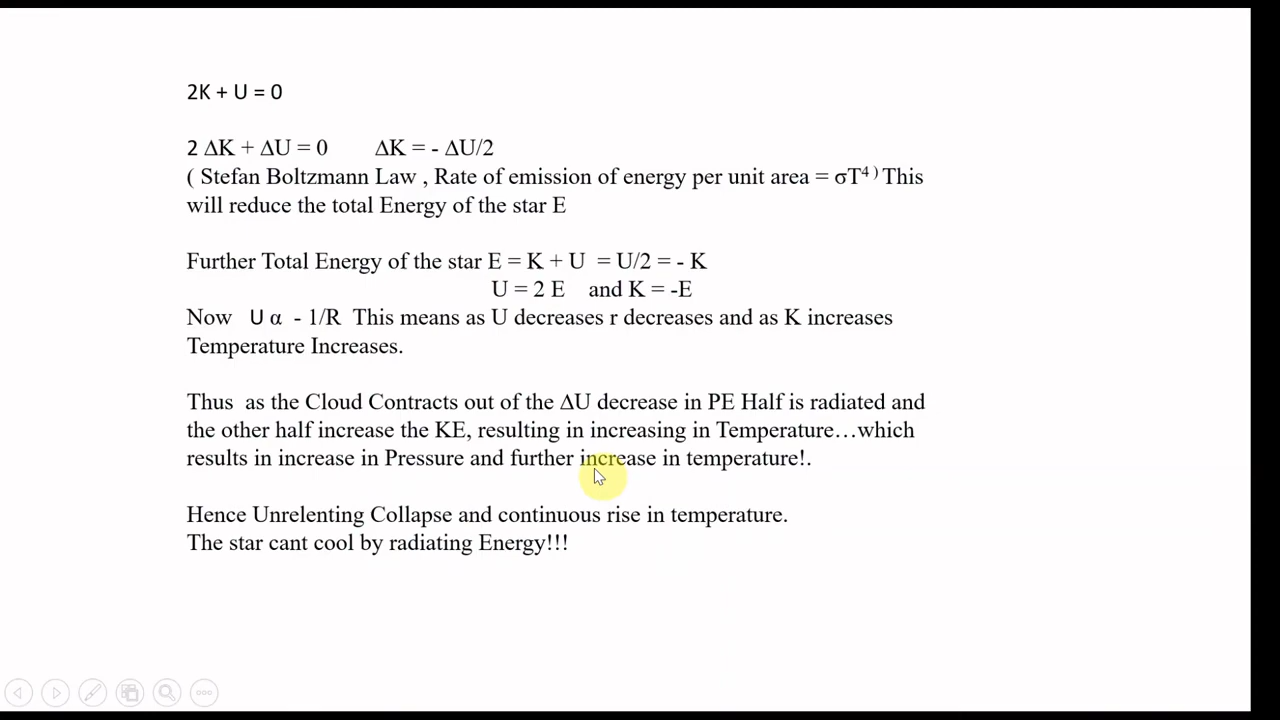 2K + U = 0
2 ΔK + ΔU = 0 ΔK = - ΔU/2
( Stefan Boltzmann Law , Rate of emission of energy per unit area = σT⁴ ⁾ This
will reduce the total Energy of the star E
Further Total Energy of the star E = K + U = U/2 = - K
U = 2 E and K = -E
Now U α - 1/R This means as U decreases r decreases and as K increases
Temperature Increases.
Thus as the Cloud Contracts out of the ΔU decrease in PE Half is radiated and
the other half increase the KE, resulting in increasing in Temperature…which
results in increase in Pressure and further increase in temperature!.
Hence Unrelenting Collapse and continuous rise in temperature.
The star cant cool by radiating Energy!!!